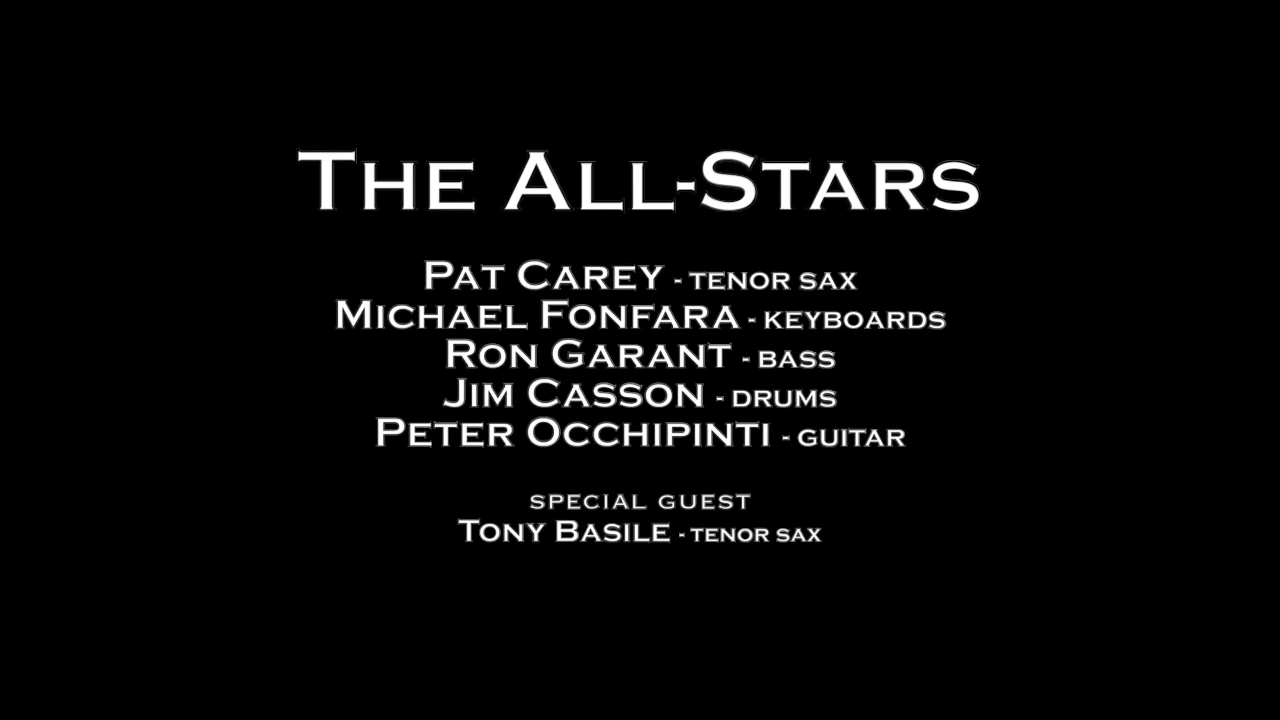 The All-Stars
Pat Carey - tenor sax
Michael Fonfara - keyboards
Ron Garant - bass
Jim Casson - drums
Peter Occhipinti - guitar
special guest
Tony Basile - tenor sax